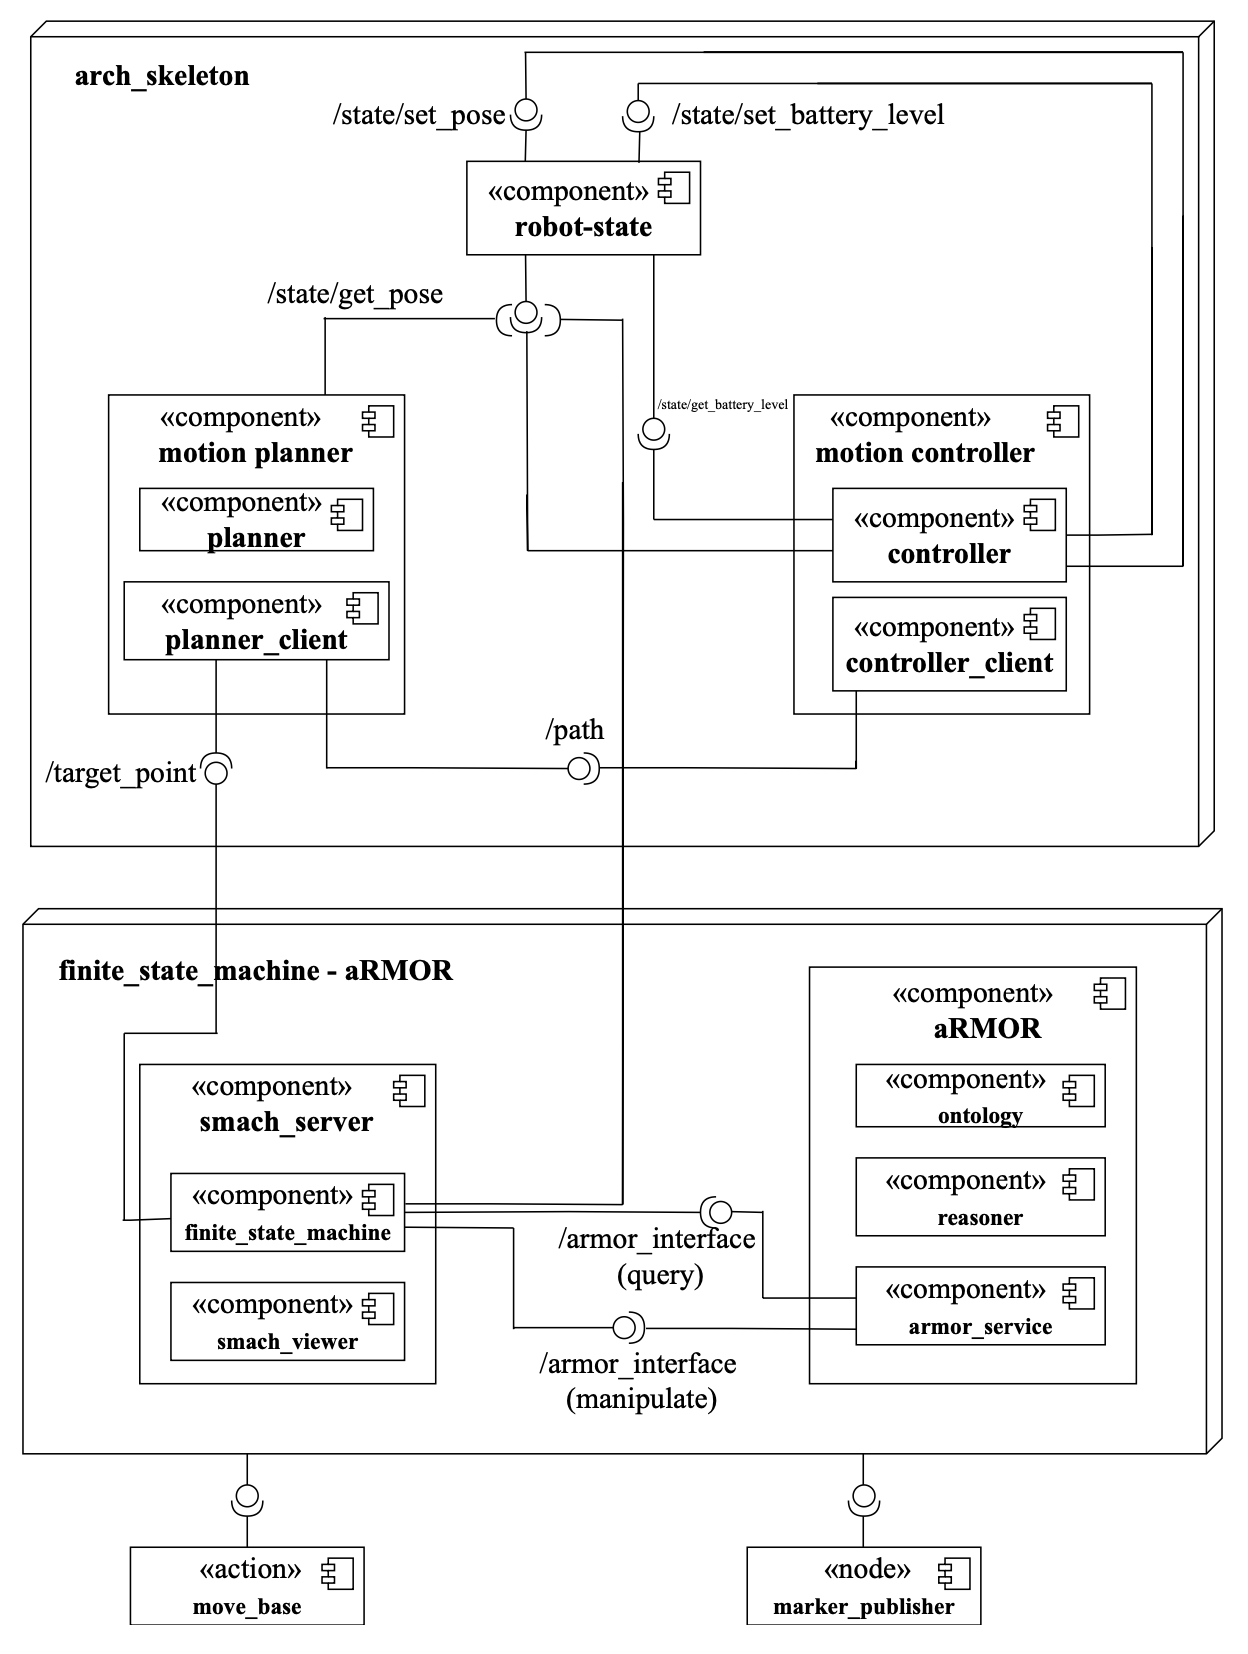 arch_skeleton
/state/set_pose
/state/set_battery_level
«component»
robot-state
/state/get_pose
/state/get_battery_level
«component»
motion planner
«component»
planner
«component»
planner_client
«component»
motion controller
«component»
controller
«component»
controller_client
/path
/target_point
finite_state_machine - aRMOR
«component»
smach_server
«component»
finite_state_machine
«component»
smach_viewer
/armor_interface
(query)
/armor_interface
(manipulate)
«component»
aRMOR
«component»
ontology
«component»
reasoner
«component»
armor_service
«action»
move_base
«node»
marker_publisher